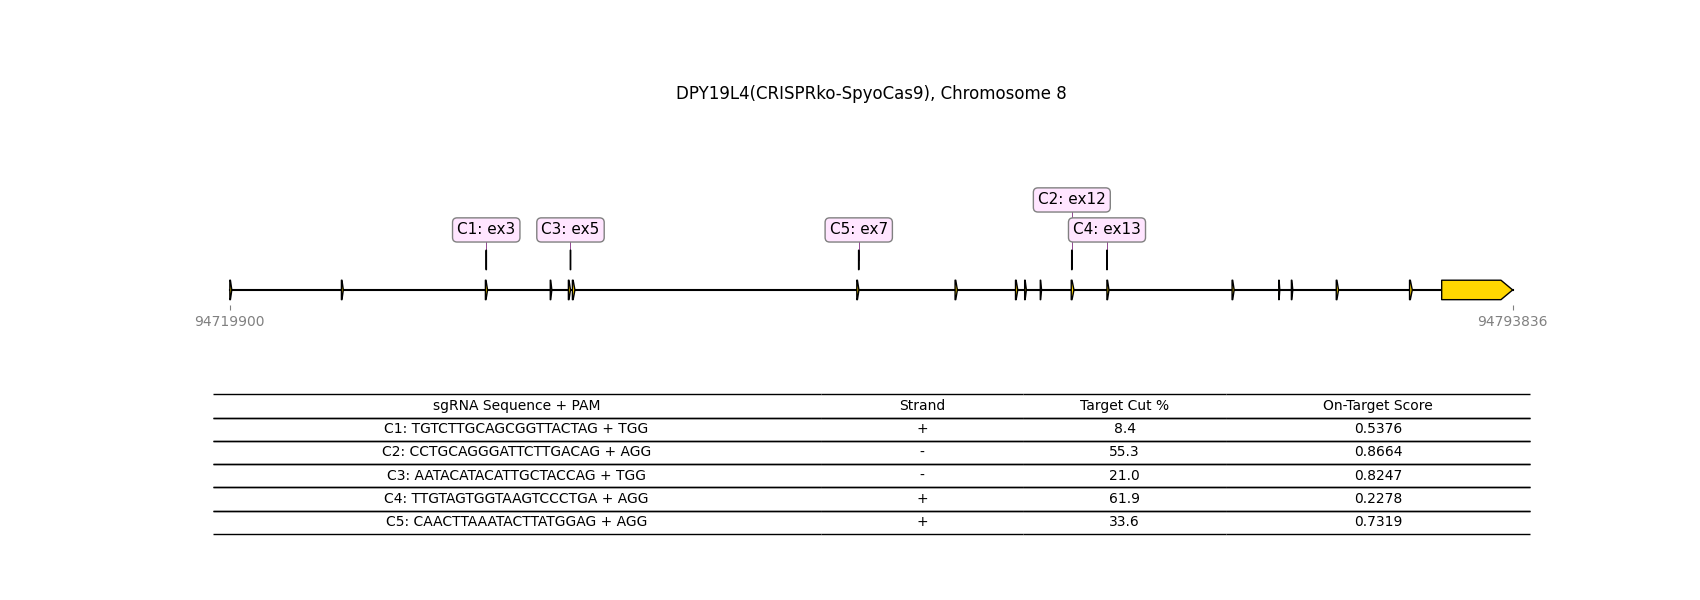 DPY19L4(CRISPRko-SpyoCas9), Chromosome 8
C2: ex12
C1: ex3 C3: ex5 C5: ex7 C4: ex13
94719900 94793836
sgRNA Sequence + PAM Strand Target Cut % On-Target Score
C1: TGTCTTGCAGCGGTTACTAG + TGG + 8.4 0.5376
C2: CCTGCAGGGATTCTTGACAG + AGG - 55.3 0.8664
C3: AATACATACATTGCTACCAG + TGG - 21.0 0.8247
C4: TTGTAGTGGTAAGTCCCTGA + AGG + 61.9 0.2278
C5: CAACTTAAATACTTATGGAG + AGG + 33.6 0.7319